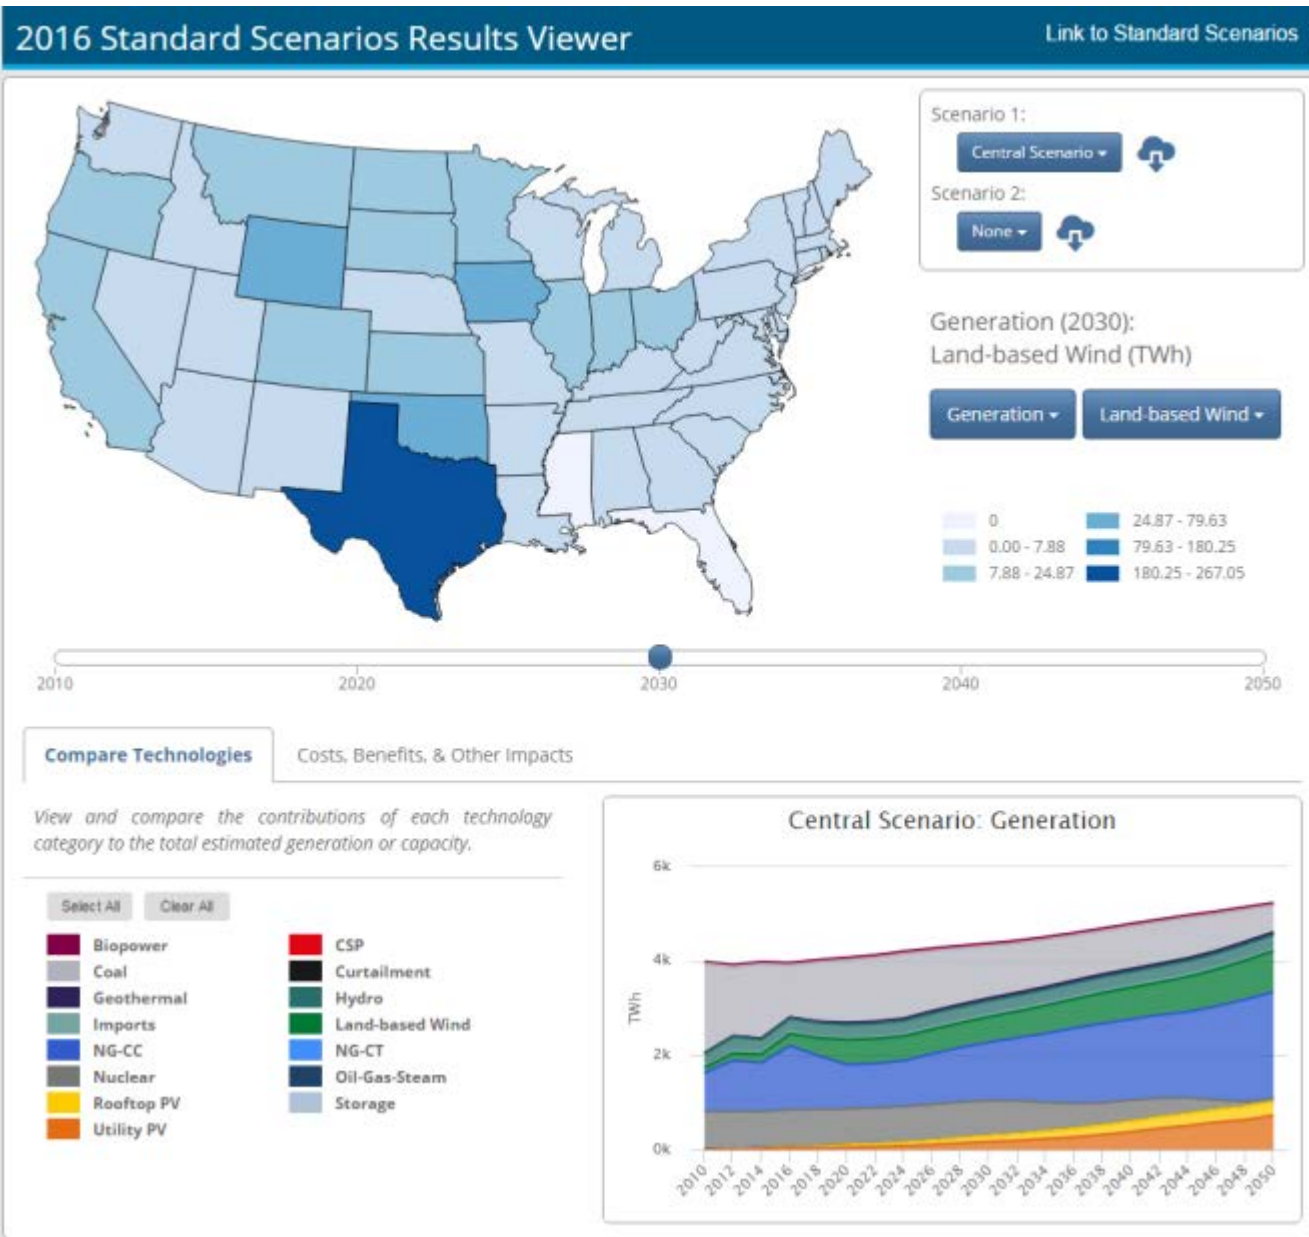 2016 Standard Scenarios Results Viewer
Link to Standard Scenarios
Scenario 1:
Central Scenario
Scenario 2:
None
Generation (2030):
Land-based Wind (TWh)
Generation
Land-based Wind
0
24.87 - 79.63
0.00 - 7.88
79.63 - 180.25
7.88 - 24.87
180.25 - 267.05
2010
2020
2030
2040
2050
Compare Technologies
Costs, Benefits, & Other Impacts
View and compare the contributions of each technology
category to the total estimated generation or capacity.
Select All
Clear All
Biopower
CSP
Coal
Curtailment
Geothermal
Hydro
Imports
Land-based Wind
NG-CC
NG-CT
Nuclear
Oil-Gas-Steam
Rooftop PV
Storage
Utility PV
Central Scenario: Generation
6k
4k
TWh
2k
0k
2010
2012
2014
2016
2018
2020
2022
2024
2026
2028
2030
2032
2034
2036
2038
2040
2042
2044
2046
2048
2050